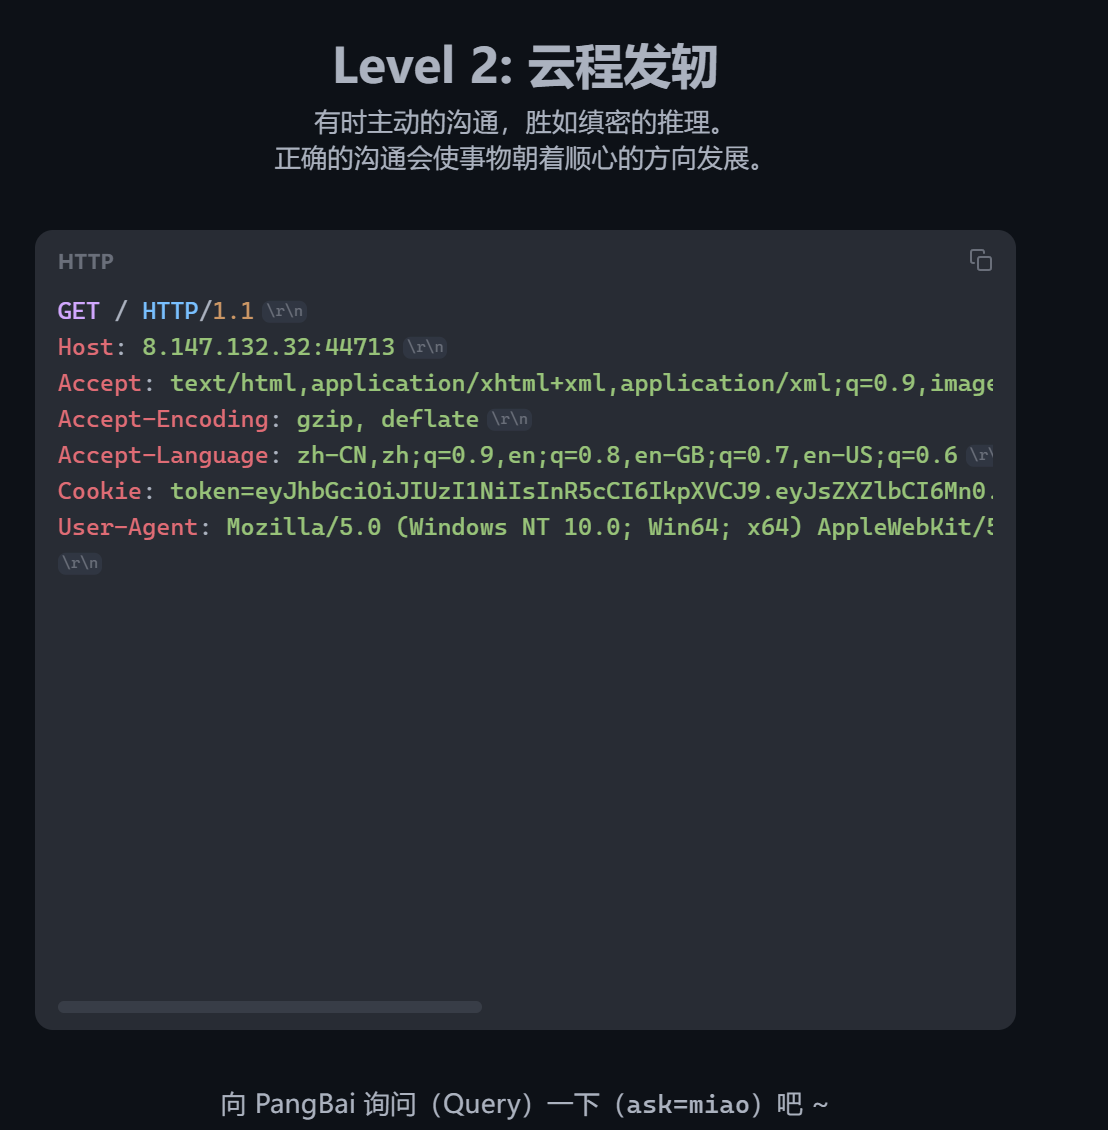 Level 2: 云程发轫
有时主动的沟通，胜如缜密的推理。
正确的沟通会使事物朝着顺心的方向发展。
HTTP
GET / HTTP/1.1 \r\n
Host: 8.147.132.32:44713 \r\n
Accept: text/html,application/xhtml+xml,application/xml;q=0.9,image
Accept-Encoding: gzip, deflate \r\n
Accept-Language: zh-CN,zh;q=0.9,en;q=0.8,en-GB;q=0.7,en-US;q=0.6 \r\
Cookie: token=eyJhbGciOiJIUzI1NiIsInR5cCI6IkpXVCJ9.eyJsZXZlbCI6Mn0.
User-Agent: Mozilla/5.0 (Windows NT 10.0; Win64; x64) AppleWebKit/5
\r\n
向 PangBai 询问（Query）一下（ask=miao）吧 ~